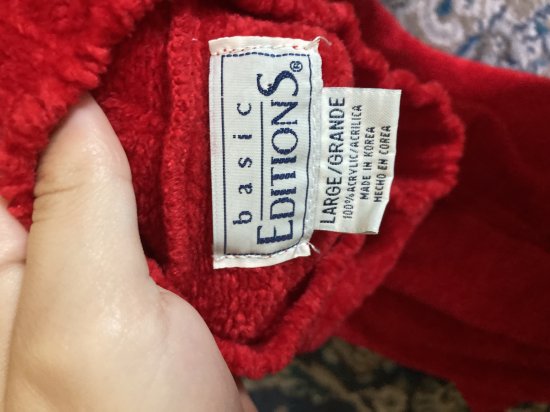 basic
EDITIONS®
LARGE/GRANDE
100% ACRYLIC/ACRILICA
MADE IN KOREA
HECHO EN COREA